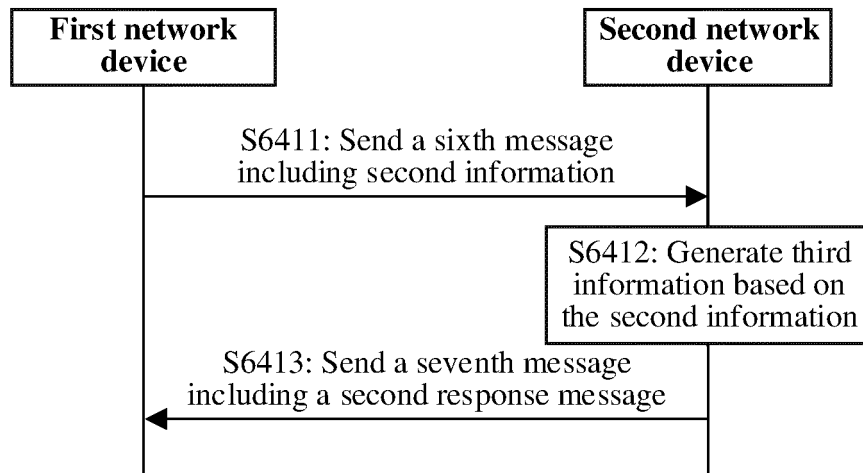 First network
device
Second network
device
S6411: Send a sixth message
including second information
S6412: Generate third
information based on
the second information
S6413: Send a seventh message
including a second response message